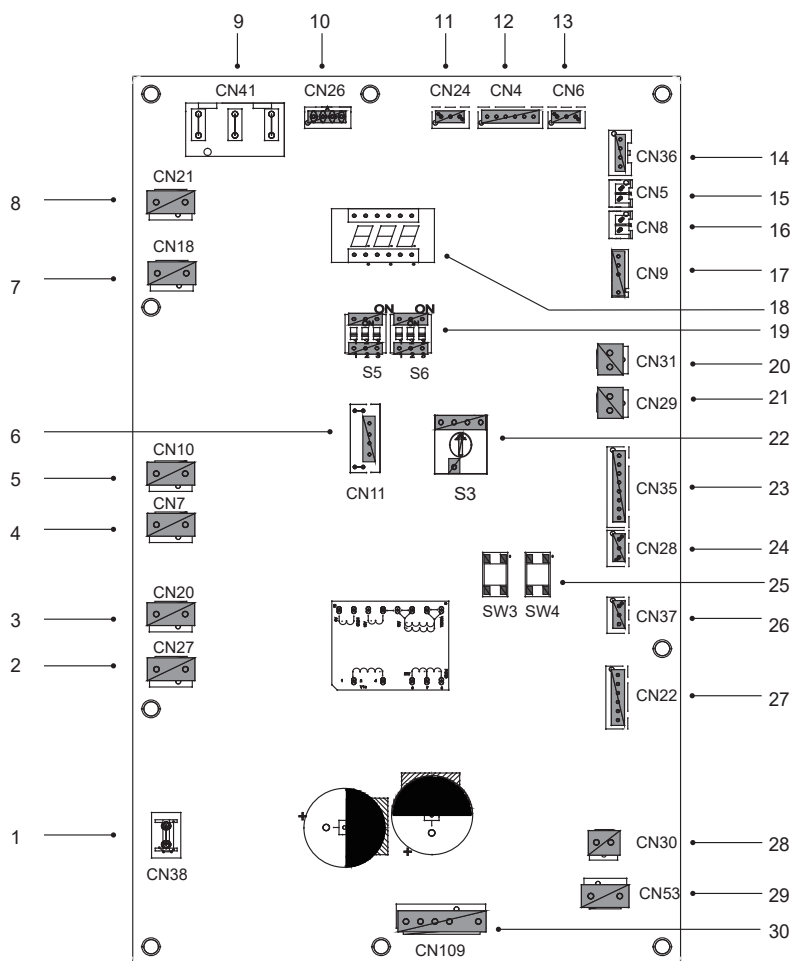 9 10 11 12 13
CN41 CN26 CN24 CN4 CN6
CN36 14
CN21 CN5 15
8 CN8 16
CN18 CN9 17
7
18
ON ON 19
CN31 20
S5 S6
CN29 21
6 22
CN10
5 CN11 S3 CN35 23
CN7
4
CN28 24
25
CN20 SW3 SW4 CN37 26
3
CN27
2 CN22 27
1 CN30 28
CN38
CN53 29
30
CN109